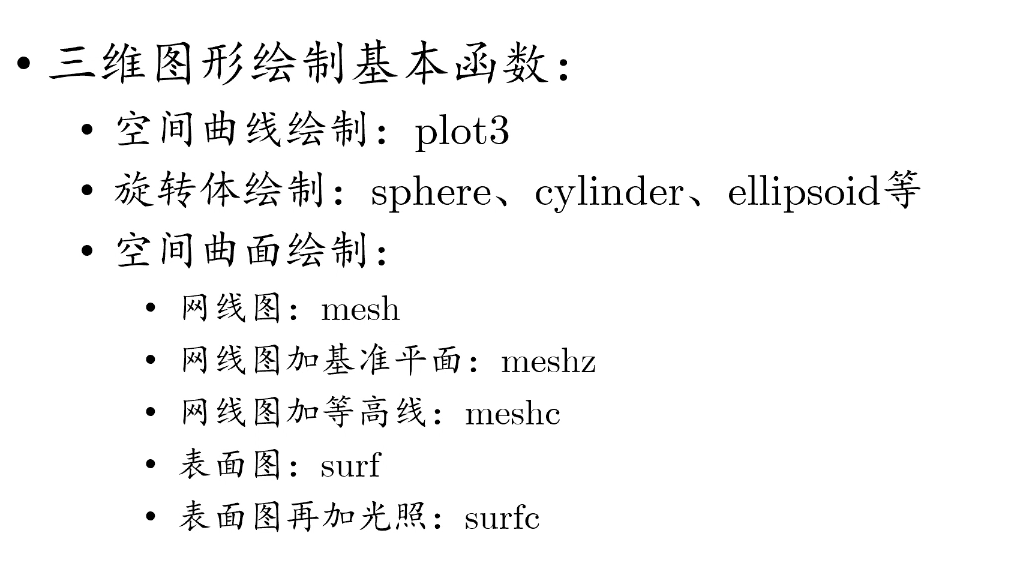 • 三维图形绘制基本函数：
• 空间曲线绘制：plot3
• 旋转体绘制：sphere、cylinder、ellipsoid等
• 空间曲面绘制：
• 网线图：mesh
• 网线图加基准平面：meshz
• 网线图加等高线：meshc
• 表面图：surf
• 表面图再加光照：surfc